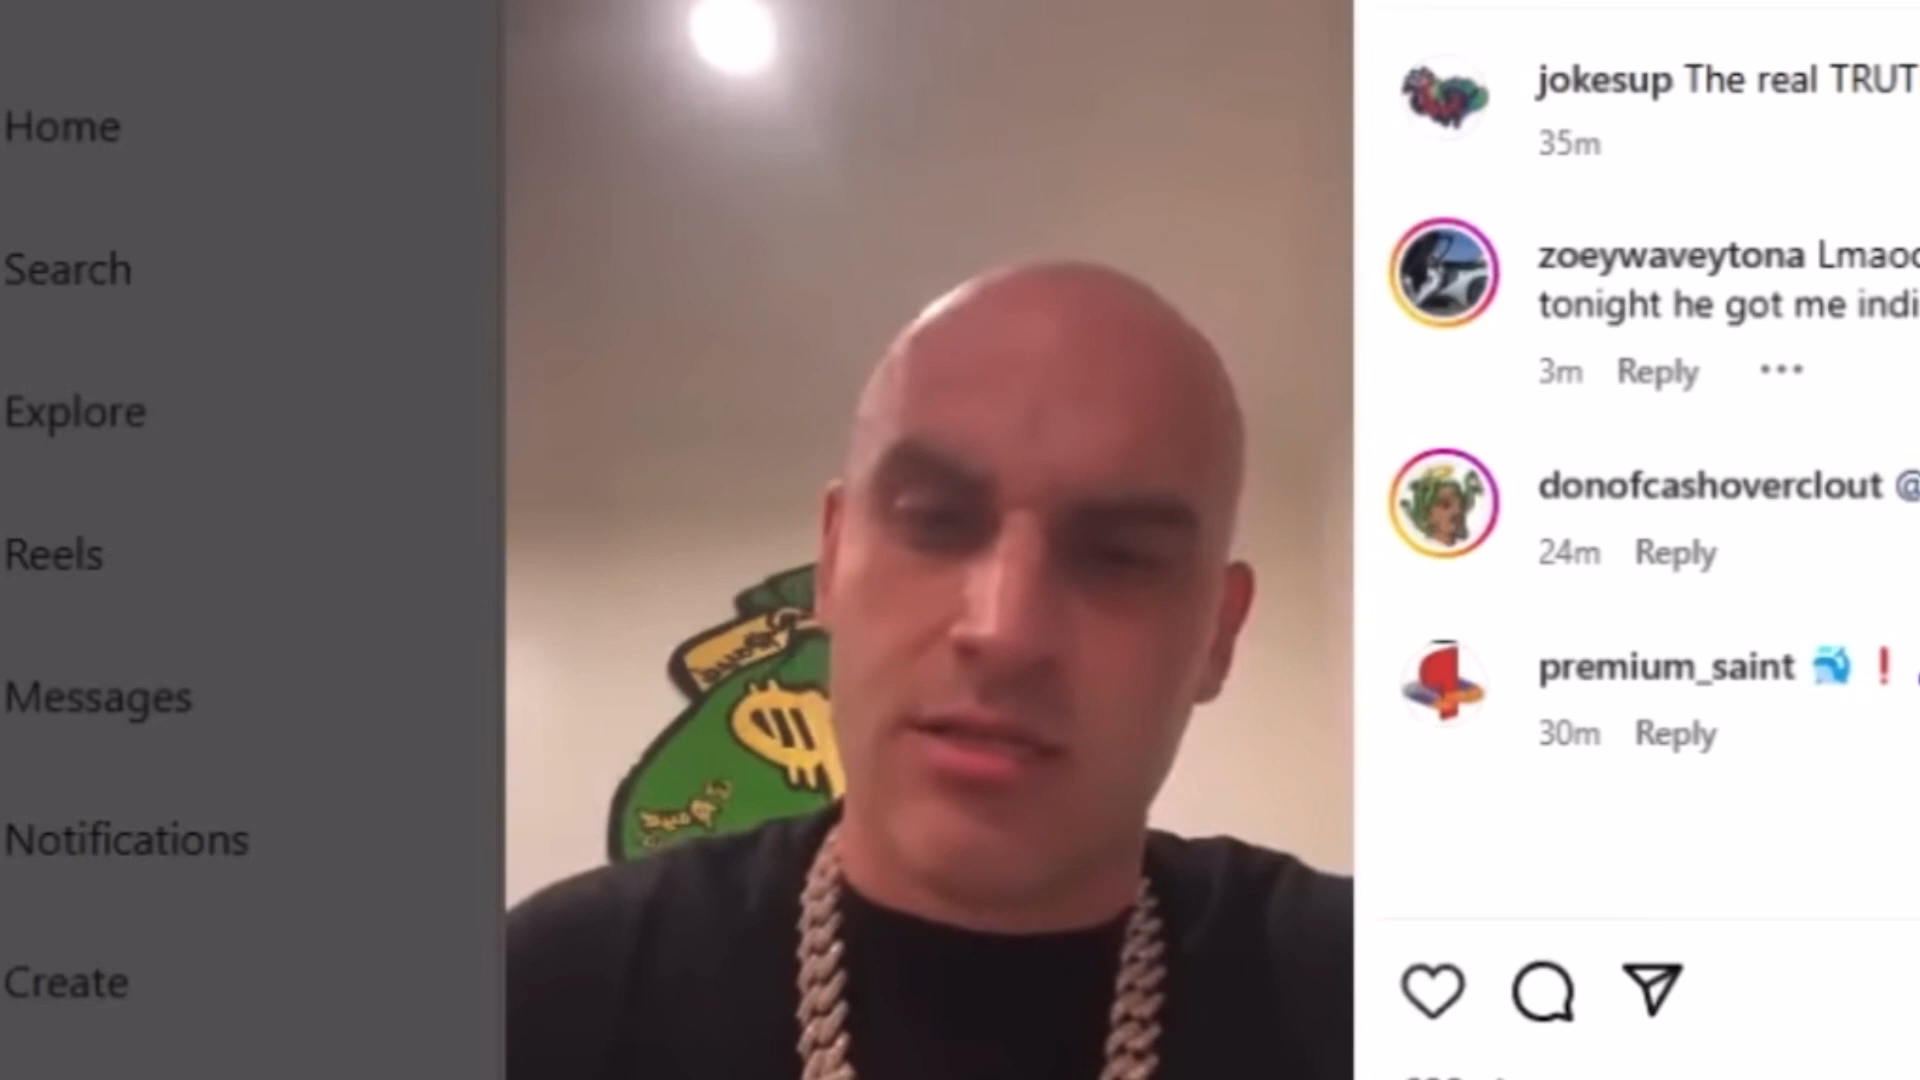 Home
Search
Explore
Reels
Messages
Notifications
Create
jokesup The real TRUT
35m
zoeywaveytona Lmaoo
tonight he got me indi
3m Reply
donofcashoverclout @
24m Reply
premium_saint
30m Reply